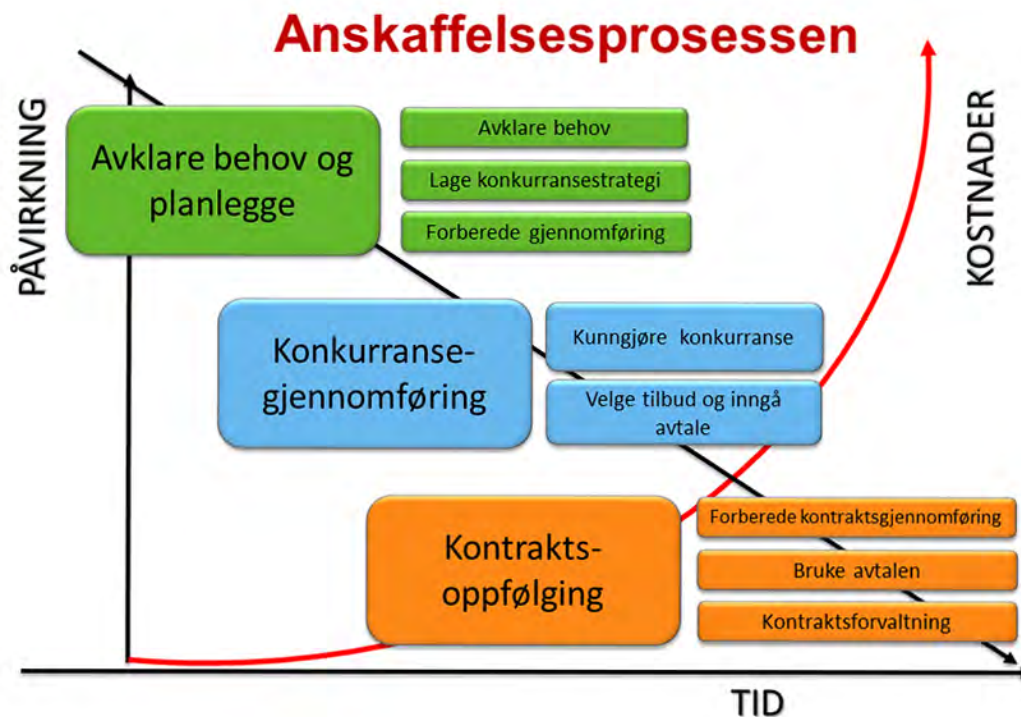 Anskaffelsesprosessen
PÅVIRKNING
KOSTNADER
Avklare behov og
planlegge
Avklare behov
Lage konkurransestrategi
Forberede gjennomføring
Konkurranse-
gjennomføring
Kunngjøre konkurranse
Velge tilbud og inngå
avtale
Kontrakts-
oppfølging
Forberede kontraktsgjennomføring
Bruke avtalen
Kontraktsforvaltning
TID